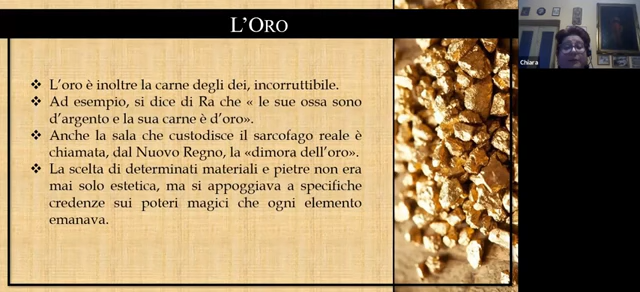 L'ORO
❖ L'oro è inoltre la carne degli dei, incorruttibile.
❖ Ad esempio, si dice di Ra che « le sue ossa sono
d'argento e la sua carne è d'oro».
❖ Anche la sala che custodisce il sarcofago reale è
chiamata, dal Nuovo Regno, la «dimora dell'oro».
❖ La scelta di determinati materiali e pietre non era
mai solo estetica, ma si appoggiava a specifiche
credenze sui poteri magici che ogni elemento
emanava.
Chiara